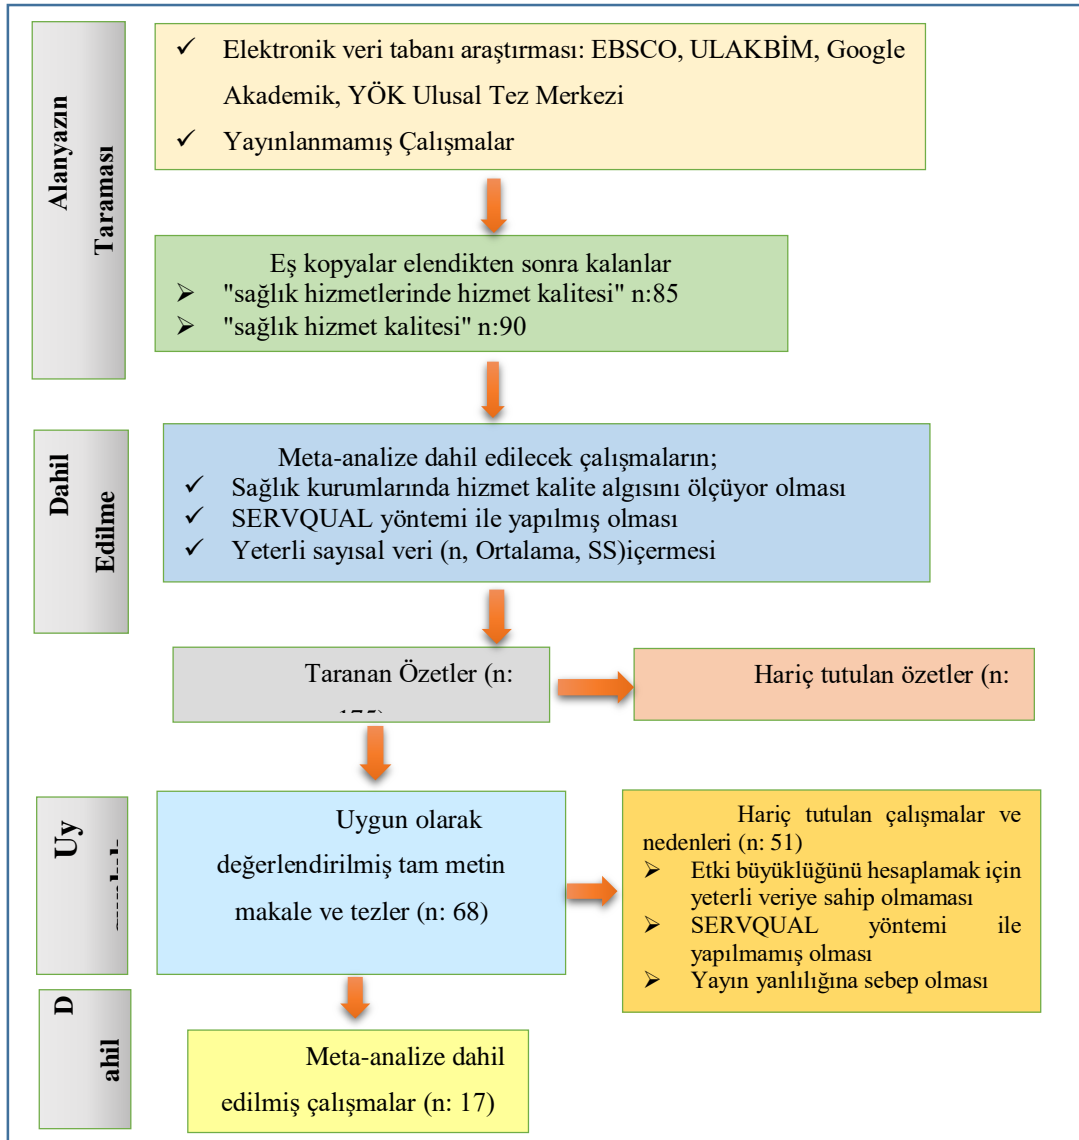 Alanyazın
Taraması
Elektronik veri tabanı araştırması: EBSCO, ULAKBİM, Google
Akademik, YÖK Ulusal Tez Merkezi
Yayınlanmamış Çalışmalar
Eş kopyalar elendikten sonra kalanlar
"sağlık hizmetlerinde hizmet kalitesi" n:85
"sağlık hizmet kalitesi" n:90
Dahil
Edilme
Meta-analize dahil edilecek çalışmaların;
Sağlık kurumlarında hizmet kalite algısını ölçüyor olması
SERVQUAL yöntemi ile yapılmış olması
Yeterli sayısal veri (n, Ortalama, SS)içermesi
Taranan Özetler (n:
Hariç tutulan özetler (n:
Uy
Uygun olarak
değerlendirilmiş tam metin
makale ve tezler (n: 68)
Hariç tutulan çalışmalar ve
nedenleri (n: 51)
Etki büyüklüğünü hesaplamak için
yeterli veriye sahip olmaması
SERVQUAL yöntemi ile
yapılmamış olması
Yayın yanlılığına sebep olması
D
ahil
Meta-analize dahil
edilmiş çalışmalar (n: 17)